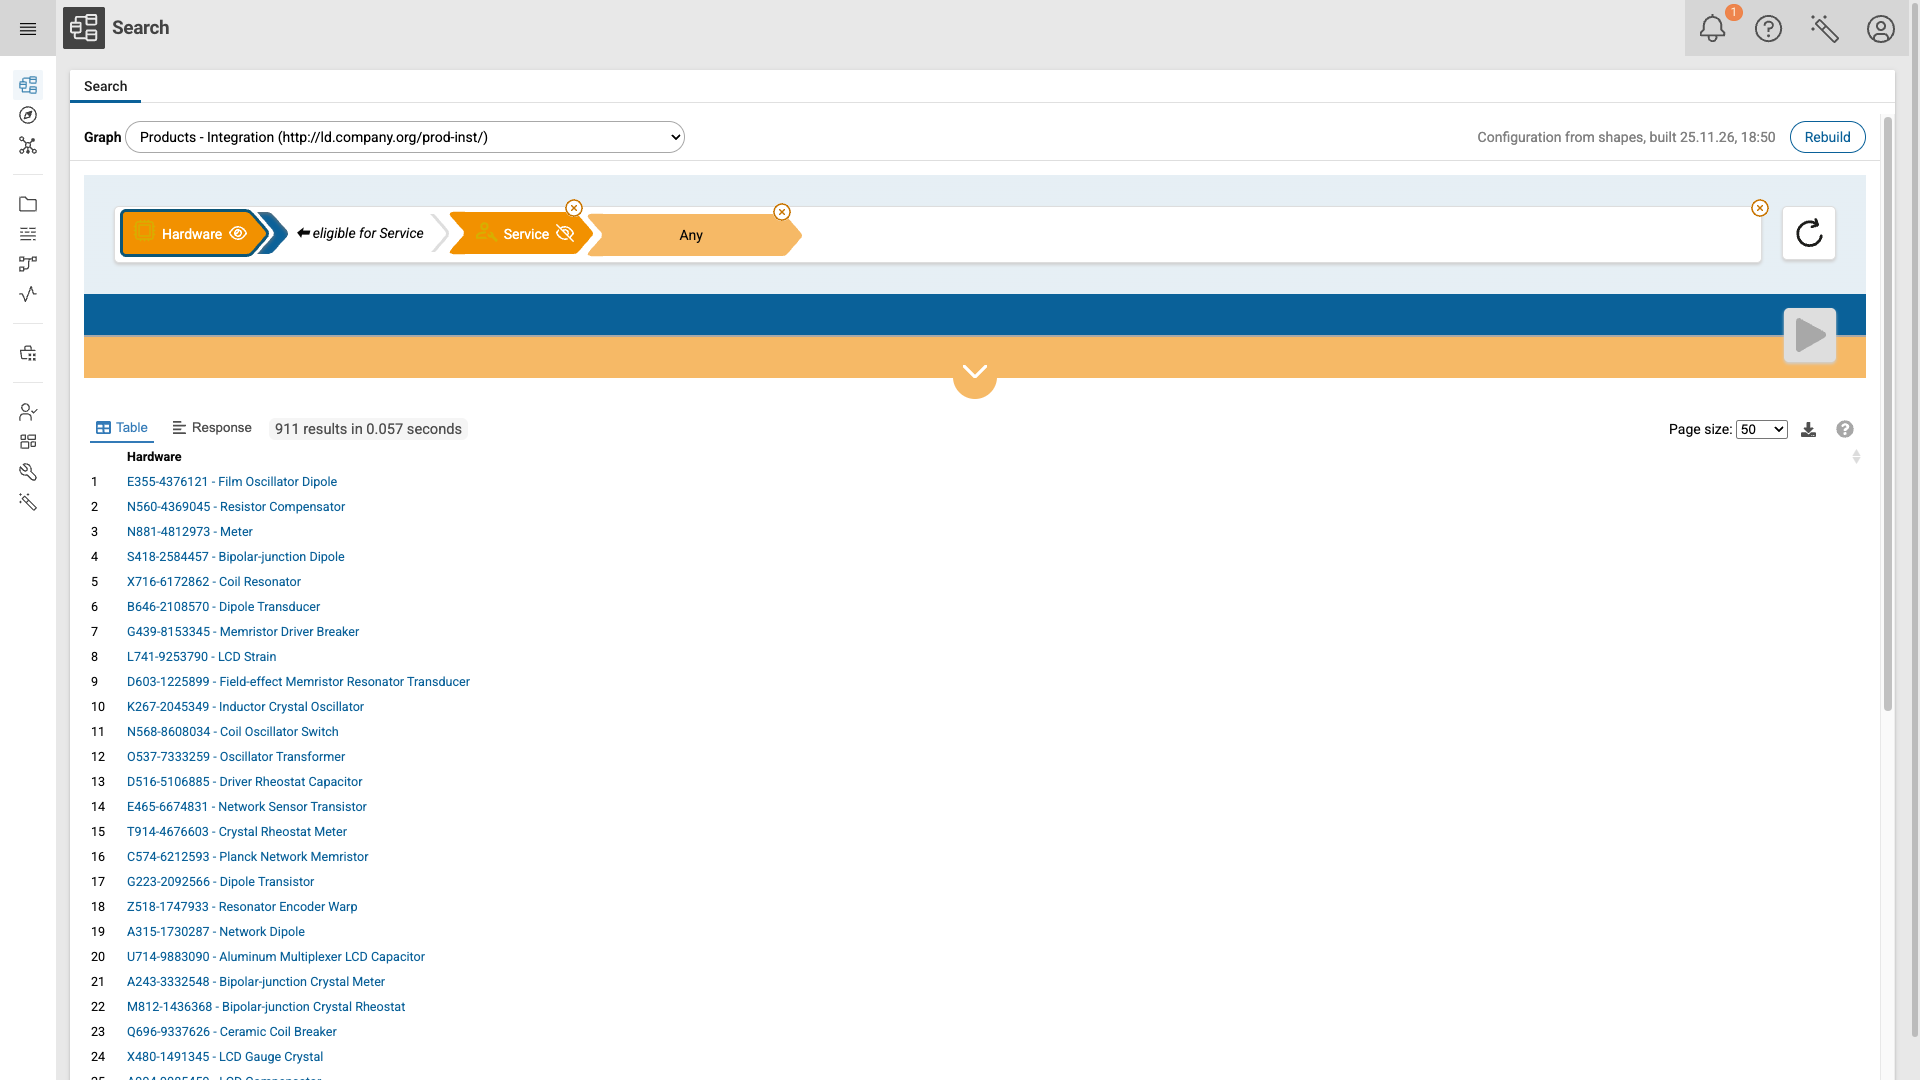 Search
1
Search
Graph Products - Integration (http://ld.company.org/prod-inst/) Configuration from shapes, built 25.11.26, 18:50 Rebuild
Hardware eligible for Service Service Any
Table Response 911 results in 0.057 seconds Page size: 50
Hardware
1 E355-4376121 - Film Oscillator Dipole
2 N560-4369045 - Resistor Compensator
3 N881-4812973 - Meter
4 S418-2584457 - Bipolar-junction Dipole
5 X716-6172862 - Coil Resonator
6 B646-2108570 - Dipole Transducer
7 G439-8153345 - Memristor Driver Breaker
8 L741-9253790 - LCD Strain
9 D603-1225899 - Field-effect Memristor Resonator Transducer
10 K267-2045349 - Inductor Crystal Oscillator
11 N568-8608034 - Coil Oscillator Switch
12 O537-7333259 - Oscillator Transformer
13 D516-5106885 - Driver Rheostat Capacitor
14 E465-6674831 - Network Sensor Transistor
15 T914-4676603 - Crystal Rheostat Meter
16 C574-6212593 - Planck Network Memristor
17 G223-2092566 - Dipole Transistor
18 Z518-1747933 - Resonator Encoder Warp
19 A315-1730287 - Network Dipole
20 U714-9883090 - Aluminum Multiplexer LCD Capacitor
21 A243-3332548 - Bipolar-junction Crystal Meter
22 M812-1436368 - Bipolar-junction Crystal Rheostat
23 Q696-9337626 - Ceramic Coil Breaker
24 X480-1491345 - LCD Gauge Crystal